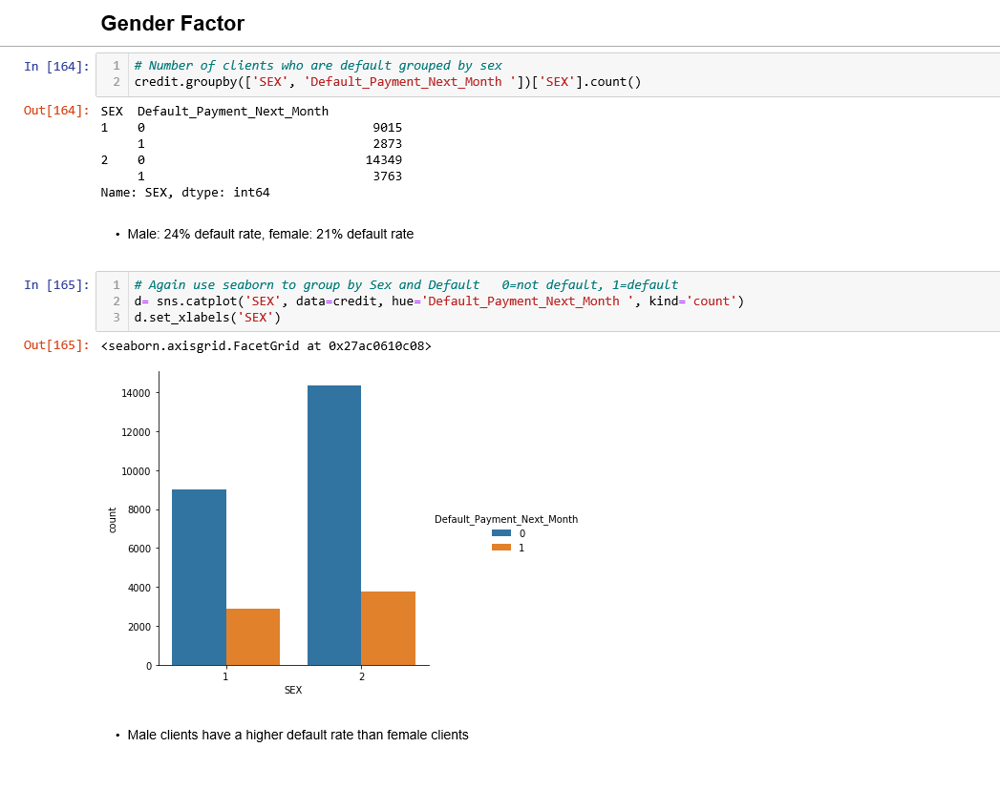 Gender Factor
In [164]:
1 # Number of clients who are default grouped by sex
2 credit.groupby(['SEX', 'Default_Payment_Next_Month '])['SEX'].count()
Out[164]:
SEX  Default_Payment_Next_Month
1    0                               9015
     1                               2873
2    0                              14349
     1                               3763
Name: SEX, dtype: int64
• Male: 24% default rate, female: 21% default rate
In [165]:
1 # Again use seaborn to group by Sex and Default   0=not default, 1=default
2 d= sns.catplot('SEX', data=credit, hue='Default_Payment_Next_Month ', kind='count')
3 d.set_xlabels('SEX')
Out[165]: <seaborn.axisgrid.FacetGrid at 0x27ac0610c08>
14000
12000
10000
8000
6000
4000
2000
0
count
1 2
SEX
Default_Payment_Next_Month
0
1
• Male clients have a higher default rate than female clients